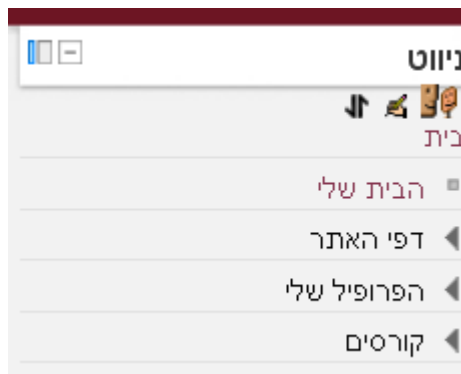 ניווט
בית
הבית שלי
דפי האתר
הפרופיל שלי
קורסים